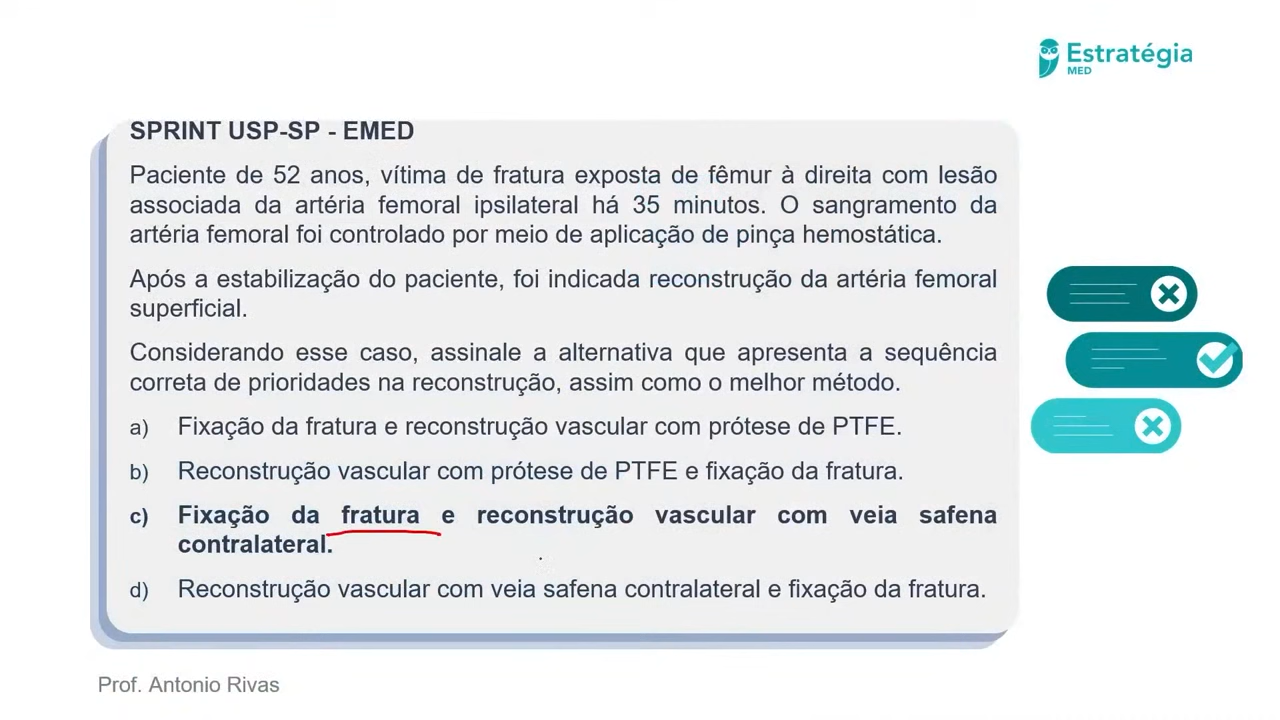 Estratégia
MED
SPRINT USP-SP - EMED
Paciente de 52 anos, vítima de fratura exposta de fêmur à direita com lesão
associada da artéria femoral ipsilateral há 35 minutos. O sangramento da
artéria femoral foi controlado por meio de aplicação de pinça hemostática.
Após a estabilização do paciente, foi indicada reconstrução da artéria femoral
superficial.
Considerando esse caso, assinale a alternativa que apresenta a sequência
correta de prioridades na reconstrução, assim como o melhor método.
a) Fixação da fratura e reconstrução vascular com prótese de PTFE.
b) Reconstrução vascular com prótese de PTFE e fixação da fratura.
c) Fixação da fratura e reconstrução vascular com veia safena
contralateral.
d) Reconstrução vascular com veia safena contralateral e fixação da fratura.
Prof. Antonio Rivas